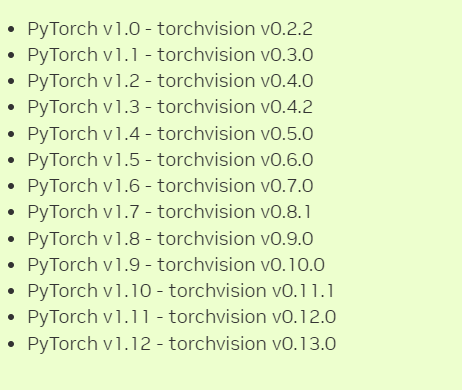 PyTorch v1.0 - torchvision v0.2.2
PyTorch v1.1 - torchvision v0.3.0
PyTorch v1.2 - torchvision v0.4.0
PyTorch v1.3 - torchvision v0.4.2
PyTorch v1.4 - torchvision v0.5.0
PyTorch v1.5 - torchvision v0.6.0
PyTorch v1.6 - torchvision v0.7.0
PyTorch v1.7 - torchvision v0.8.1
PyTorch v1.8 - torchvision v0.9.0
PyTorch v1.9 - torchvision v0.10.0
PyTorch v1.10 - torchvision v0.11.1
PyTorch v1.11 - torchvision v0.12.0
PyTorch v1.12 - torchvision v0.13.0